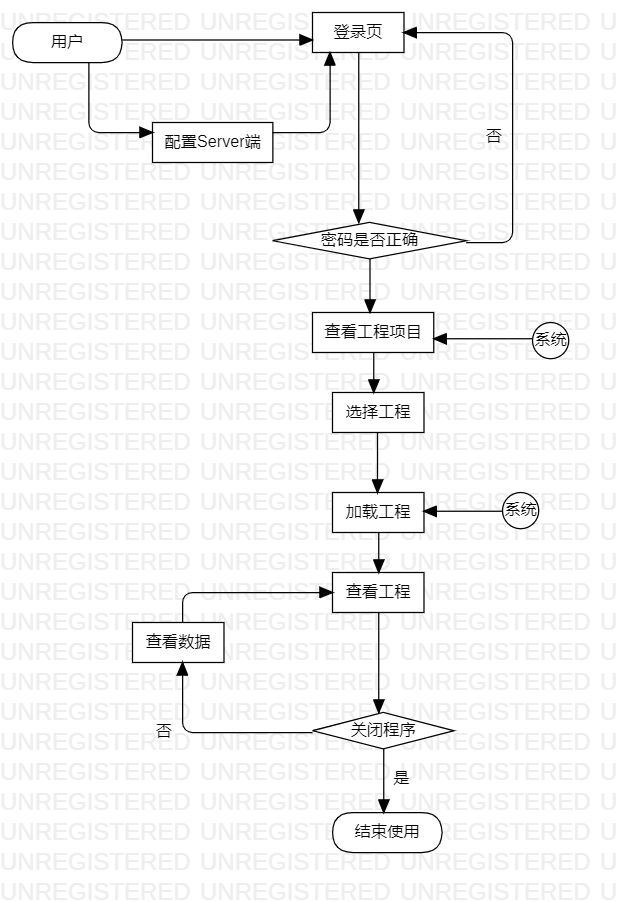 用户
登录页
配置Server端
否
密码是否正确
查看工程项目
系统
选择工程
加载工程
系统
查看工程
查看数据
否
关闭程序
是
结束使用
UNREGISTERED